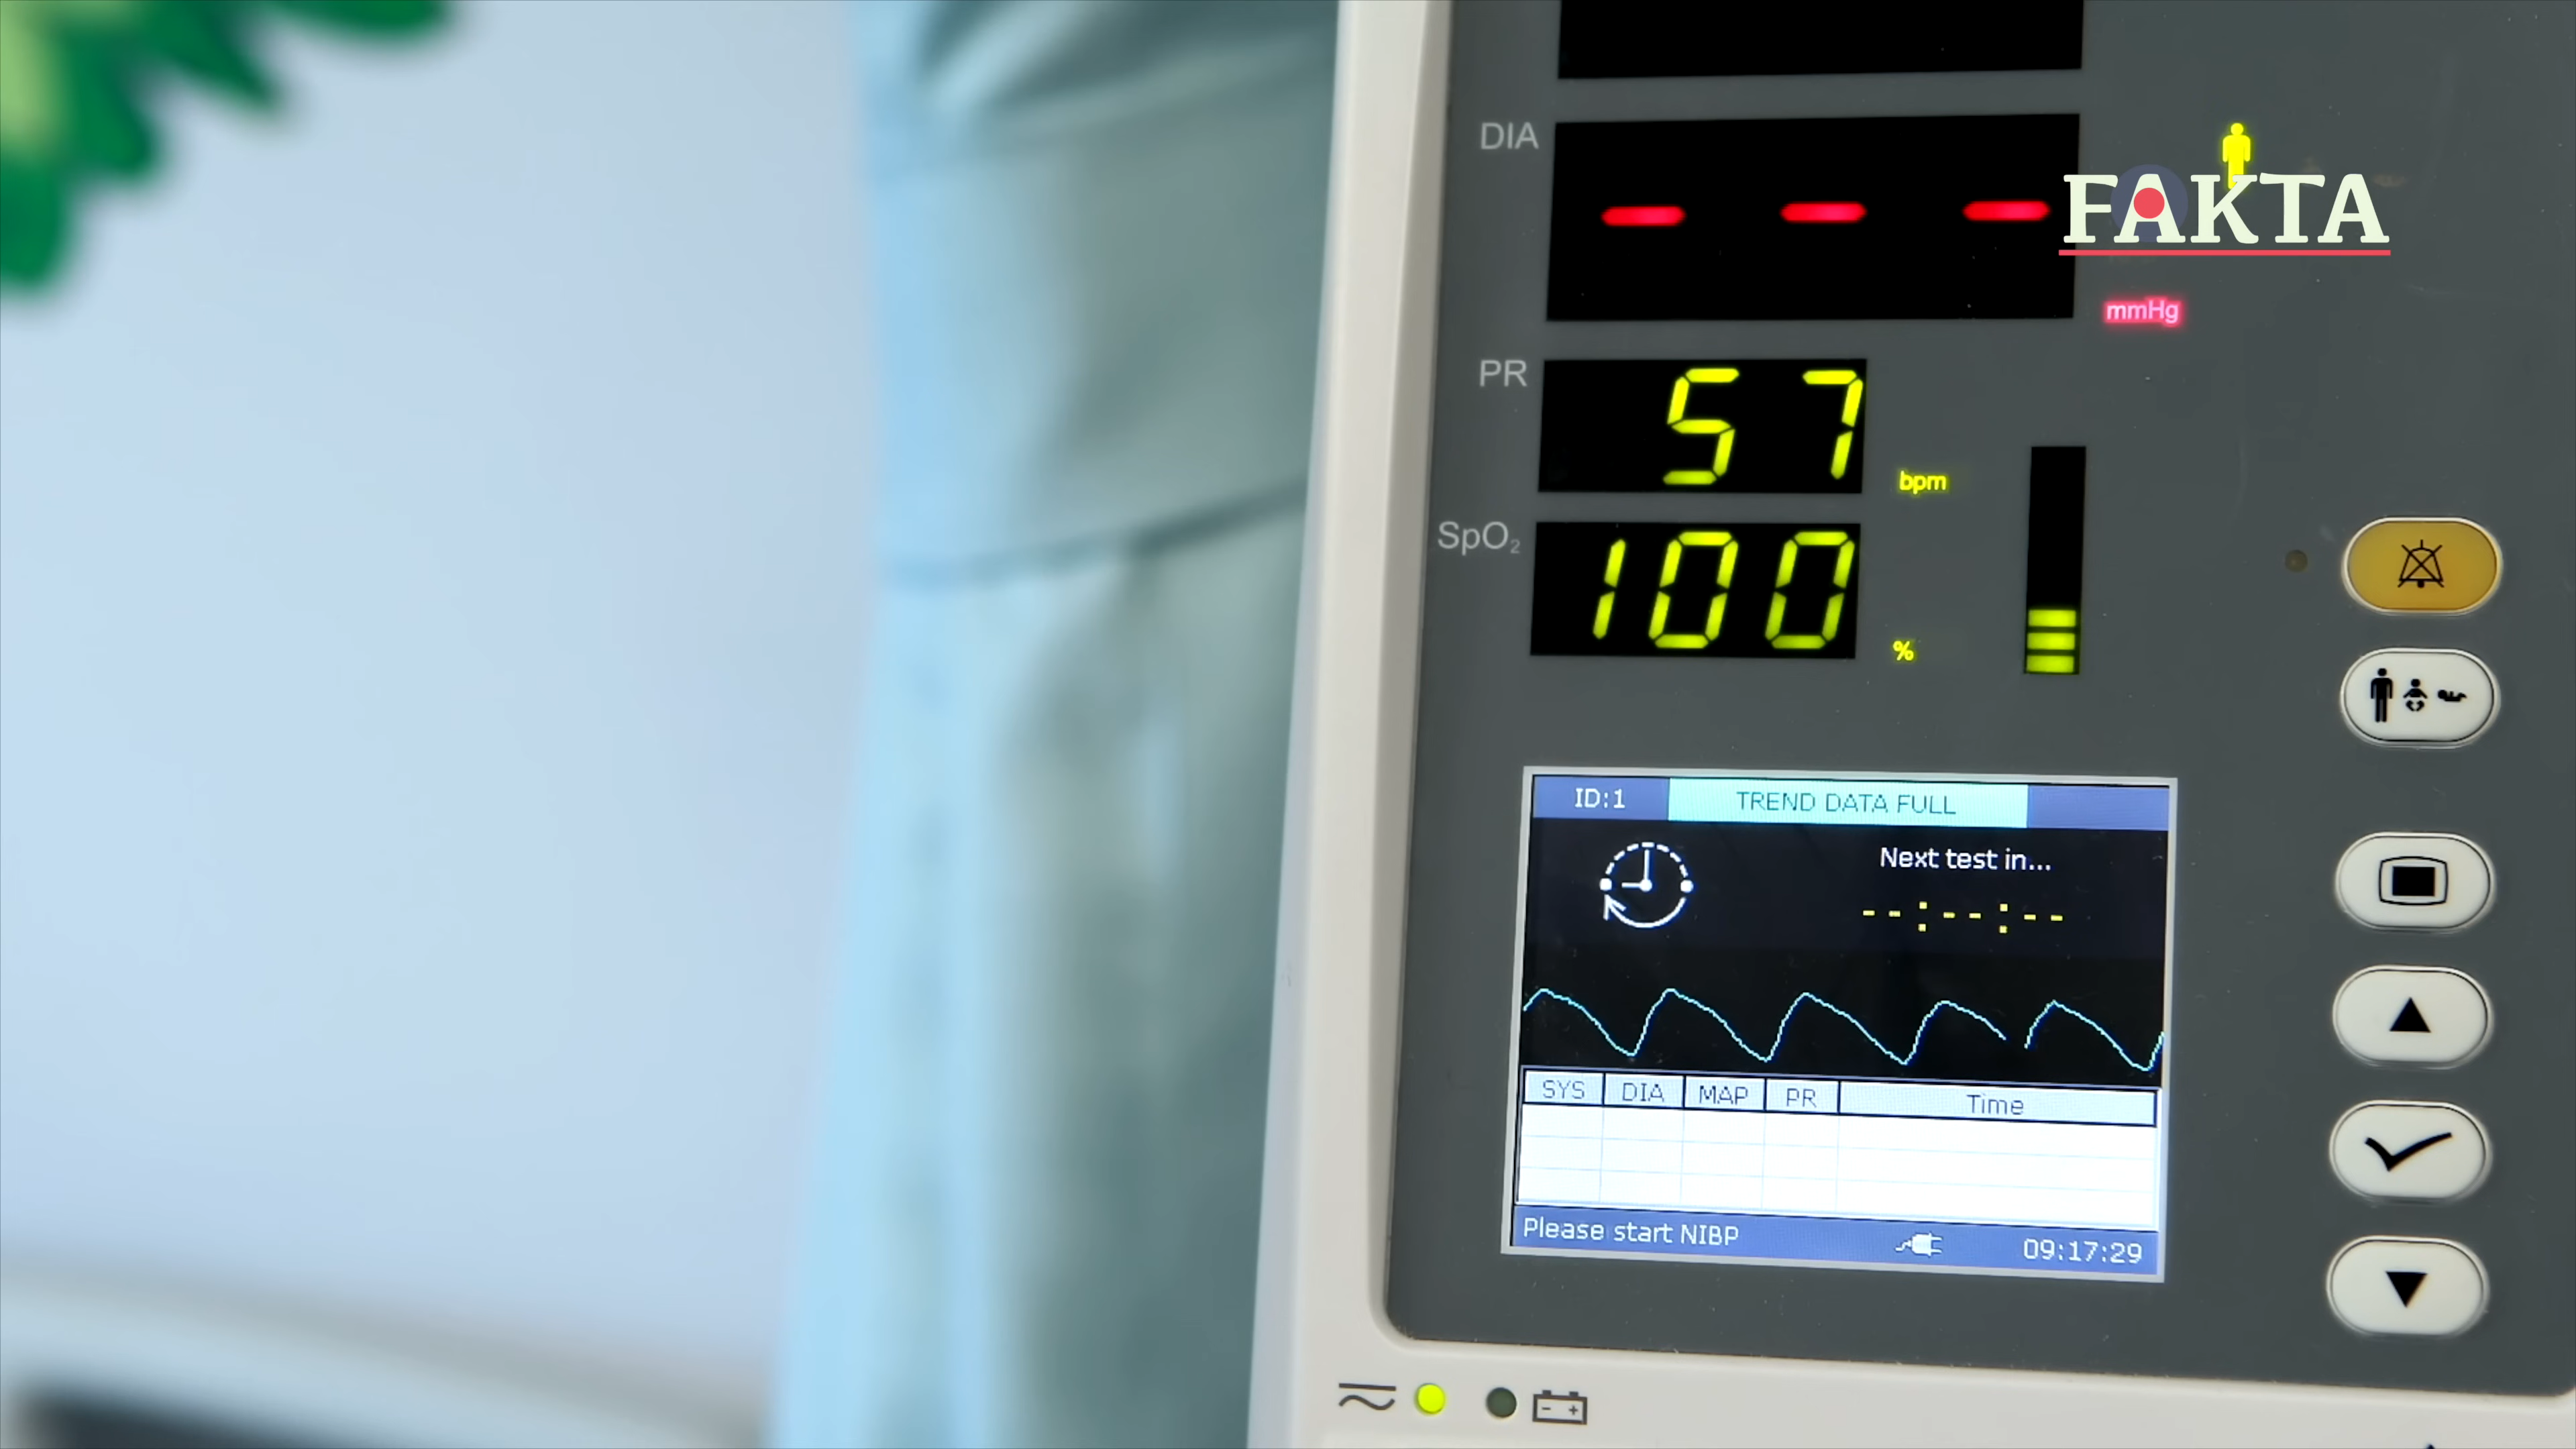 DIA
- - -
FAKTA
mmHg
PR
57
bpm
SpO₂
100
%
ID:1
TREND DATA FULL
Next test in...
--:--:--
SYS DIA MAP PR Time
Please start NIBP
09:17:29